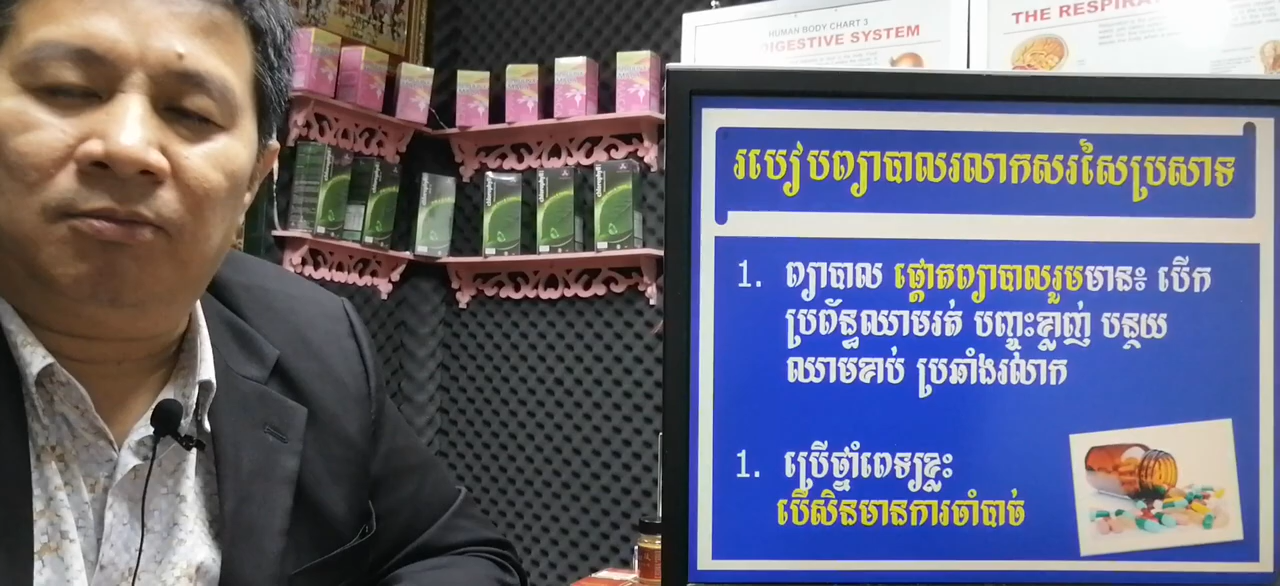 HUMAN BODY CHART 3
DIGESTIVE SYSTEM
THE RESPIRA
របៀបព្យាបាលរលាកសរសៃប្រសាទ
1. ព្យាបាល ផ្តោតព្យាបាលរួមមាន៖ បើក
ប្រព័ន្ធឈាមរត់ បញ្ចុះខ្លាញ់ បន្ថយ
ឈាមខាប់ ប្រឆាំងរលាក
1. ប្រើថ្នាំពេទ្យខ្លះ
បើសិនមានការចាំបាច់